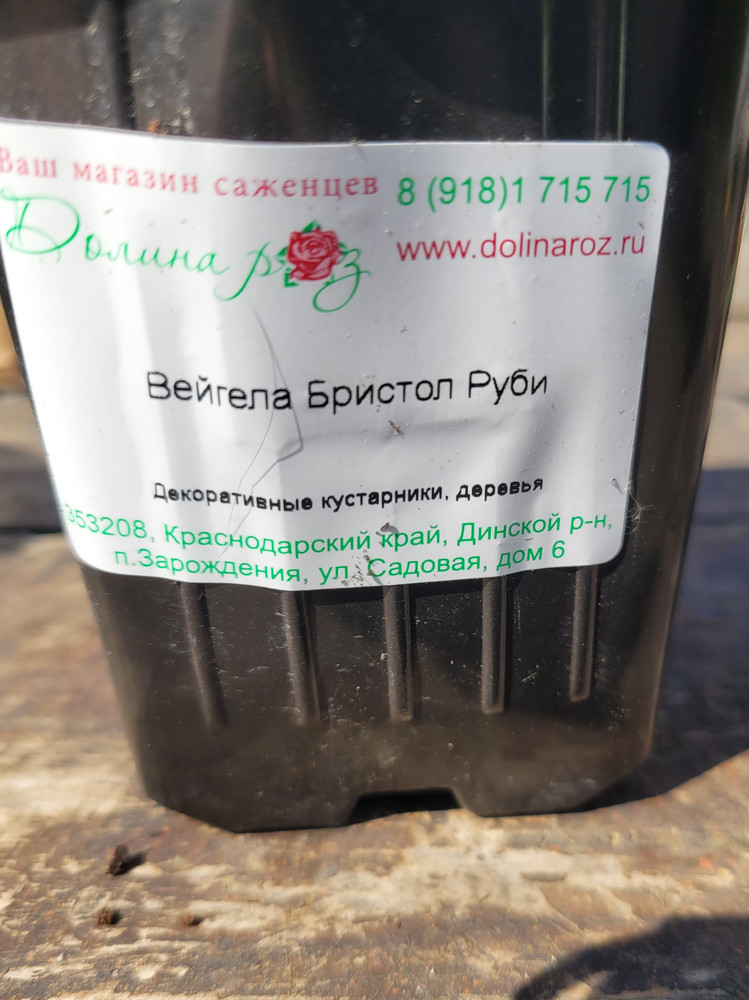 Ваш магазин саженцев
8 (918)1 715 715
Долина роз
www.dolinaroz.ru
Вейгела Бристол Руби
Декоративные кустарники, деревья
353208, Краснодарский край, Динской р-н,
п.Зарождения, ул. Садовая, дом 6